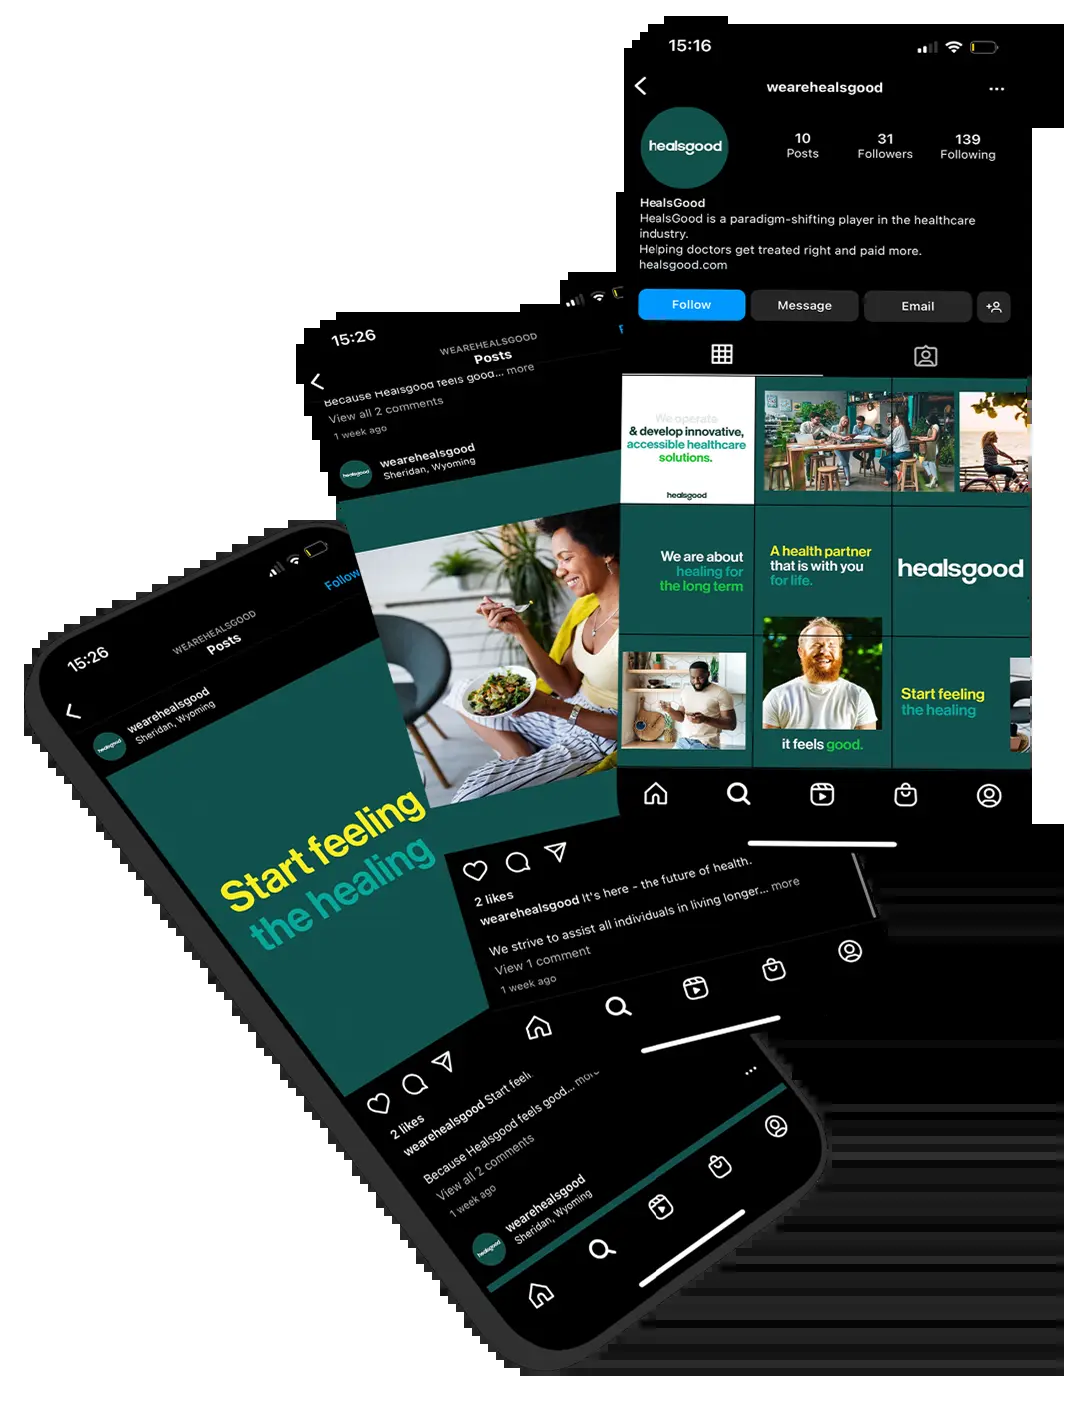 15:16
wearehealsgood
healsgood
10
Posts
31
Followers
139
Following
HealsGood
HealsGood is a paradigm-shifting player in the healthcare
industry.
Helping doctors get treated right and paid more.
healsgood.com
Follow
Message
Email
We operate
& develop innovative,
accessible healthcare
solutions.
healsgood
We are about
healing for
the long term
A health partner
that is with you
for life.
healsgood
it feels good.
Start feeling
the healing
15:26
WEAREHEALSGOOD
Posts
Because Healsgood feels good... more
View all 2 comments
1 week ago
healsgood
wearehealsgood
Sheridan, Wyoming
2 likes
wearehealsgood It's here - the future of health.
We strive to assist all individuals in living longer... more
View 1 comment
1 week ago
15:26
WEAREHEALSGOOD
Posts
Follow
healsgood
wearehealsgood
Sheridan, Wyoming
Start feeling
the healing
2 likes
wearehealsgood Start feeli
Because Healsgood feels good... more
View all 2 comments
1 week ago
healsgood
wearehealsgood
Sheridan, Wyoming